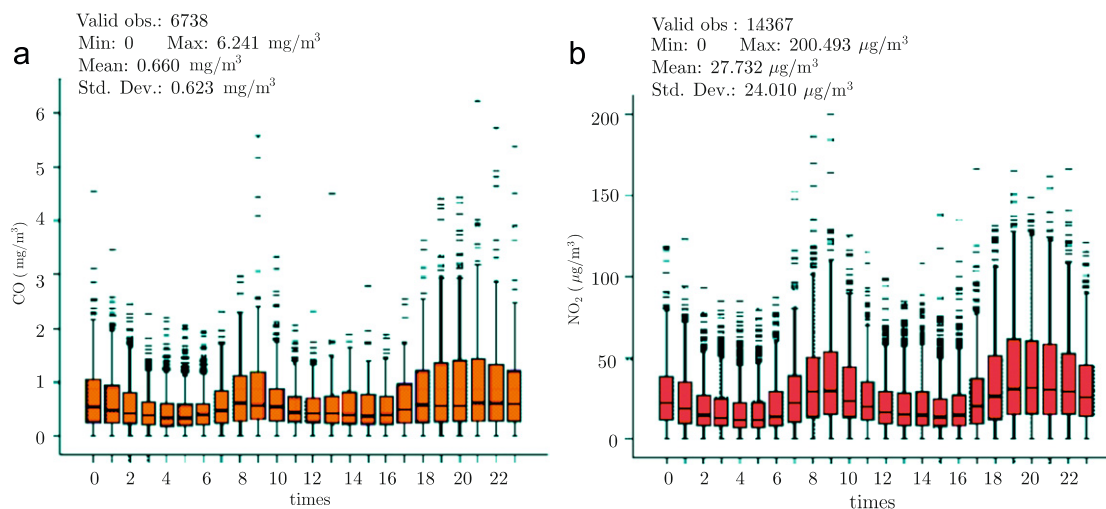 a
Valid obs.: 6738
Min: 0 Max: 6.241 mg/m³
Mean: 0.660 mg/m³
Std. Dev.: 0.623 mg/m³
CO ( mg/m³)
6
5
4
3
2
1
0
0 2 4 6 8 10 12 14 16 18 20 22
times
b
Valid obs : 14367
Min: 0 Max: 200.493 μg/m³
Mean: 27.732 μg/m³
Std. Dev.: 24.010 μg/m³
NO₂ ( μg/m³)
200
150
100
50
0
0 2 4 6 8 10 12 14 16 18 20 22
times